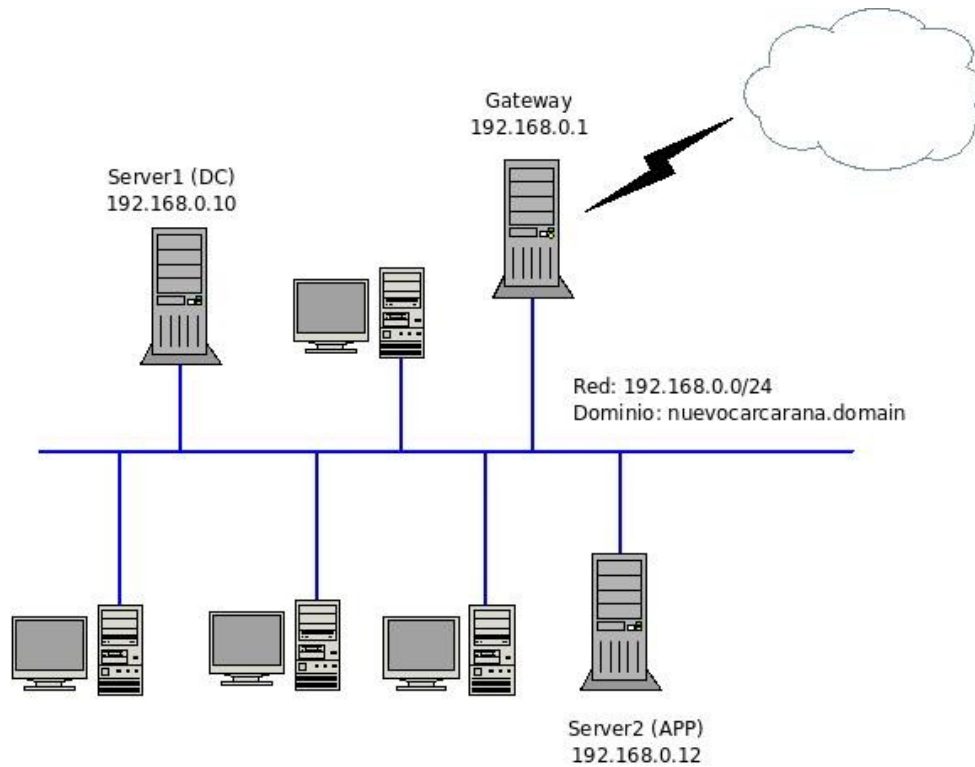 Gateway
192.168.0.1
Server1 (DC)
192.168.0.10
Red: 192.168.0.0/24
Dominio: nuevocarcarana.domain
Server2 (APP)
192.168.0.12